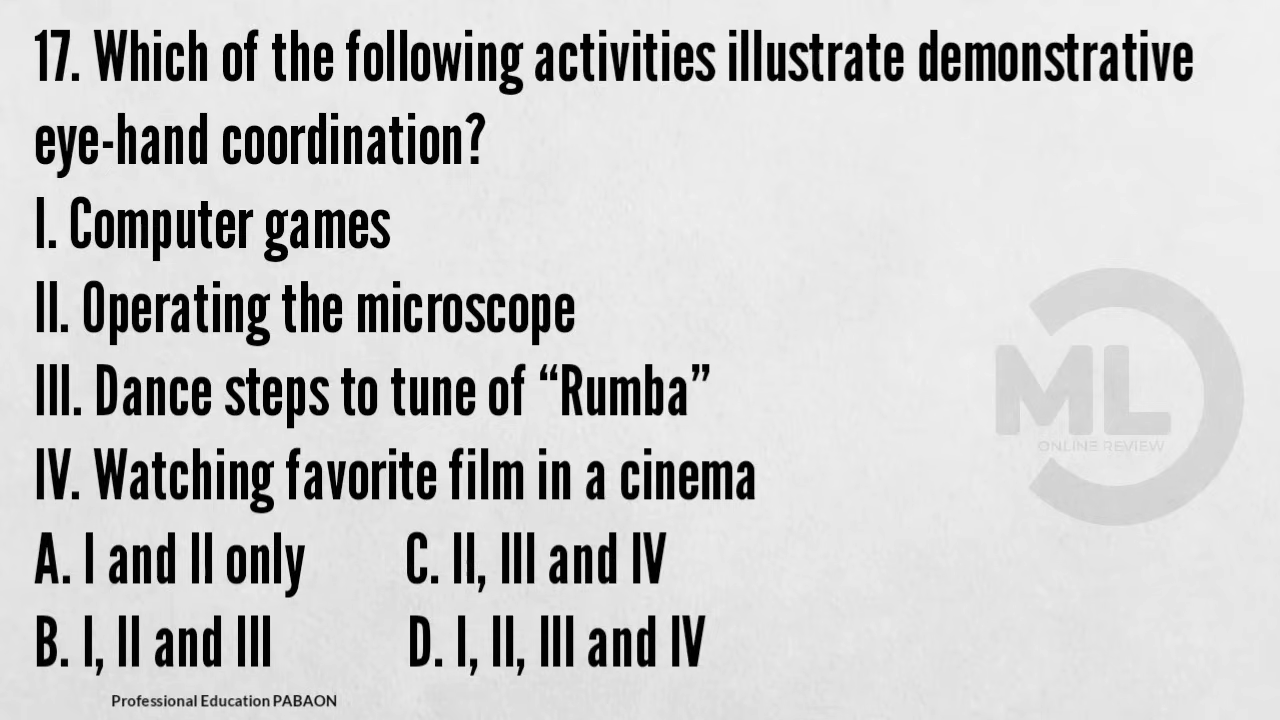 17. Which of the following activities illustrate demonstrative
eye-hand coordination?
I. Computer games
II. Operating the microscope
III. Dance steps to tune of “Rumba”
IV. Watching favorite film in a cinema
A. I and II only C. II, III and IV
B. I, II and III D. I, II, III and IV
ML
ONLINE REVIEW
Professional Education PABAON